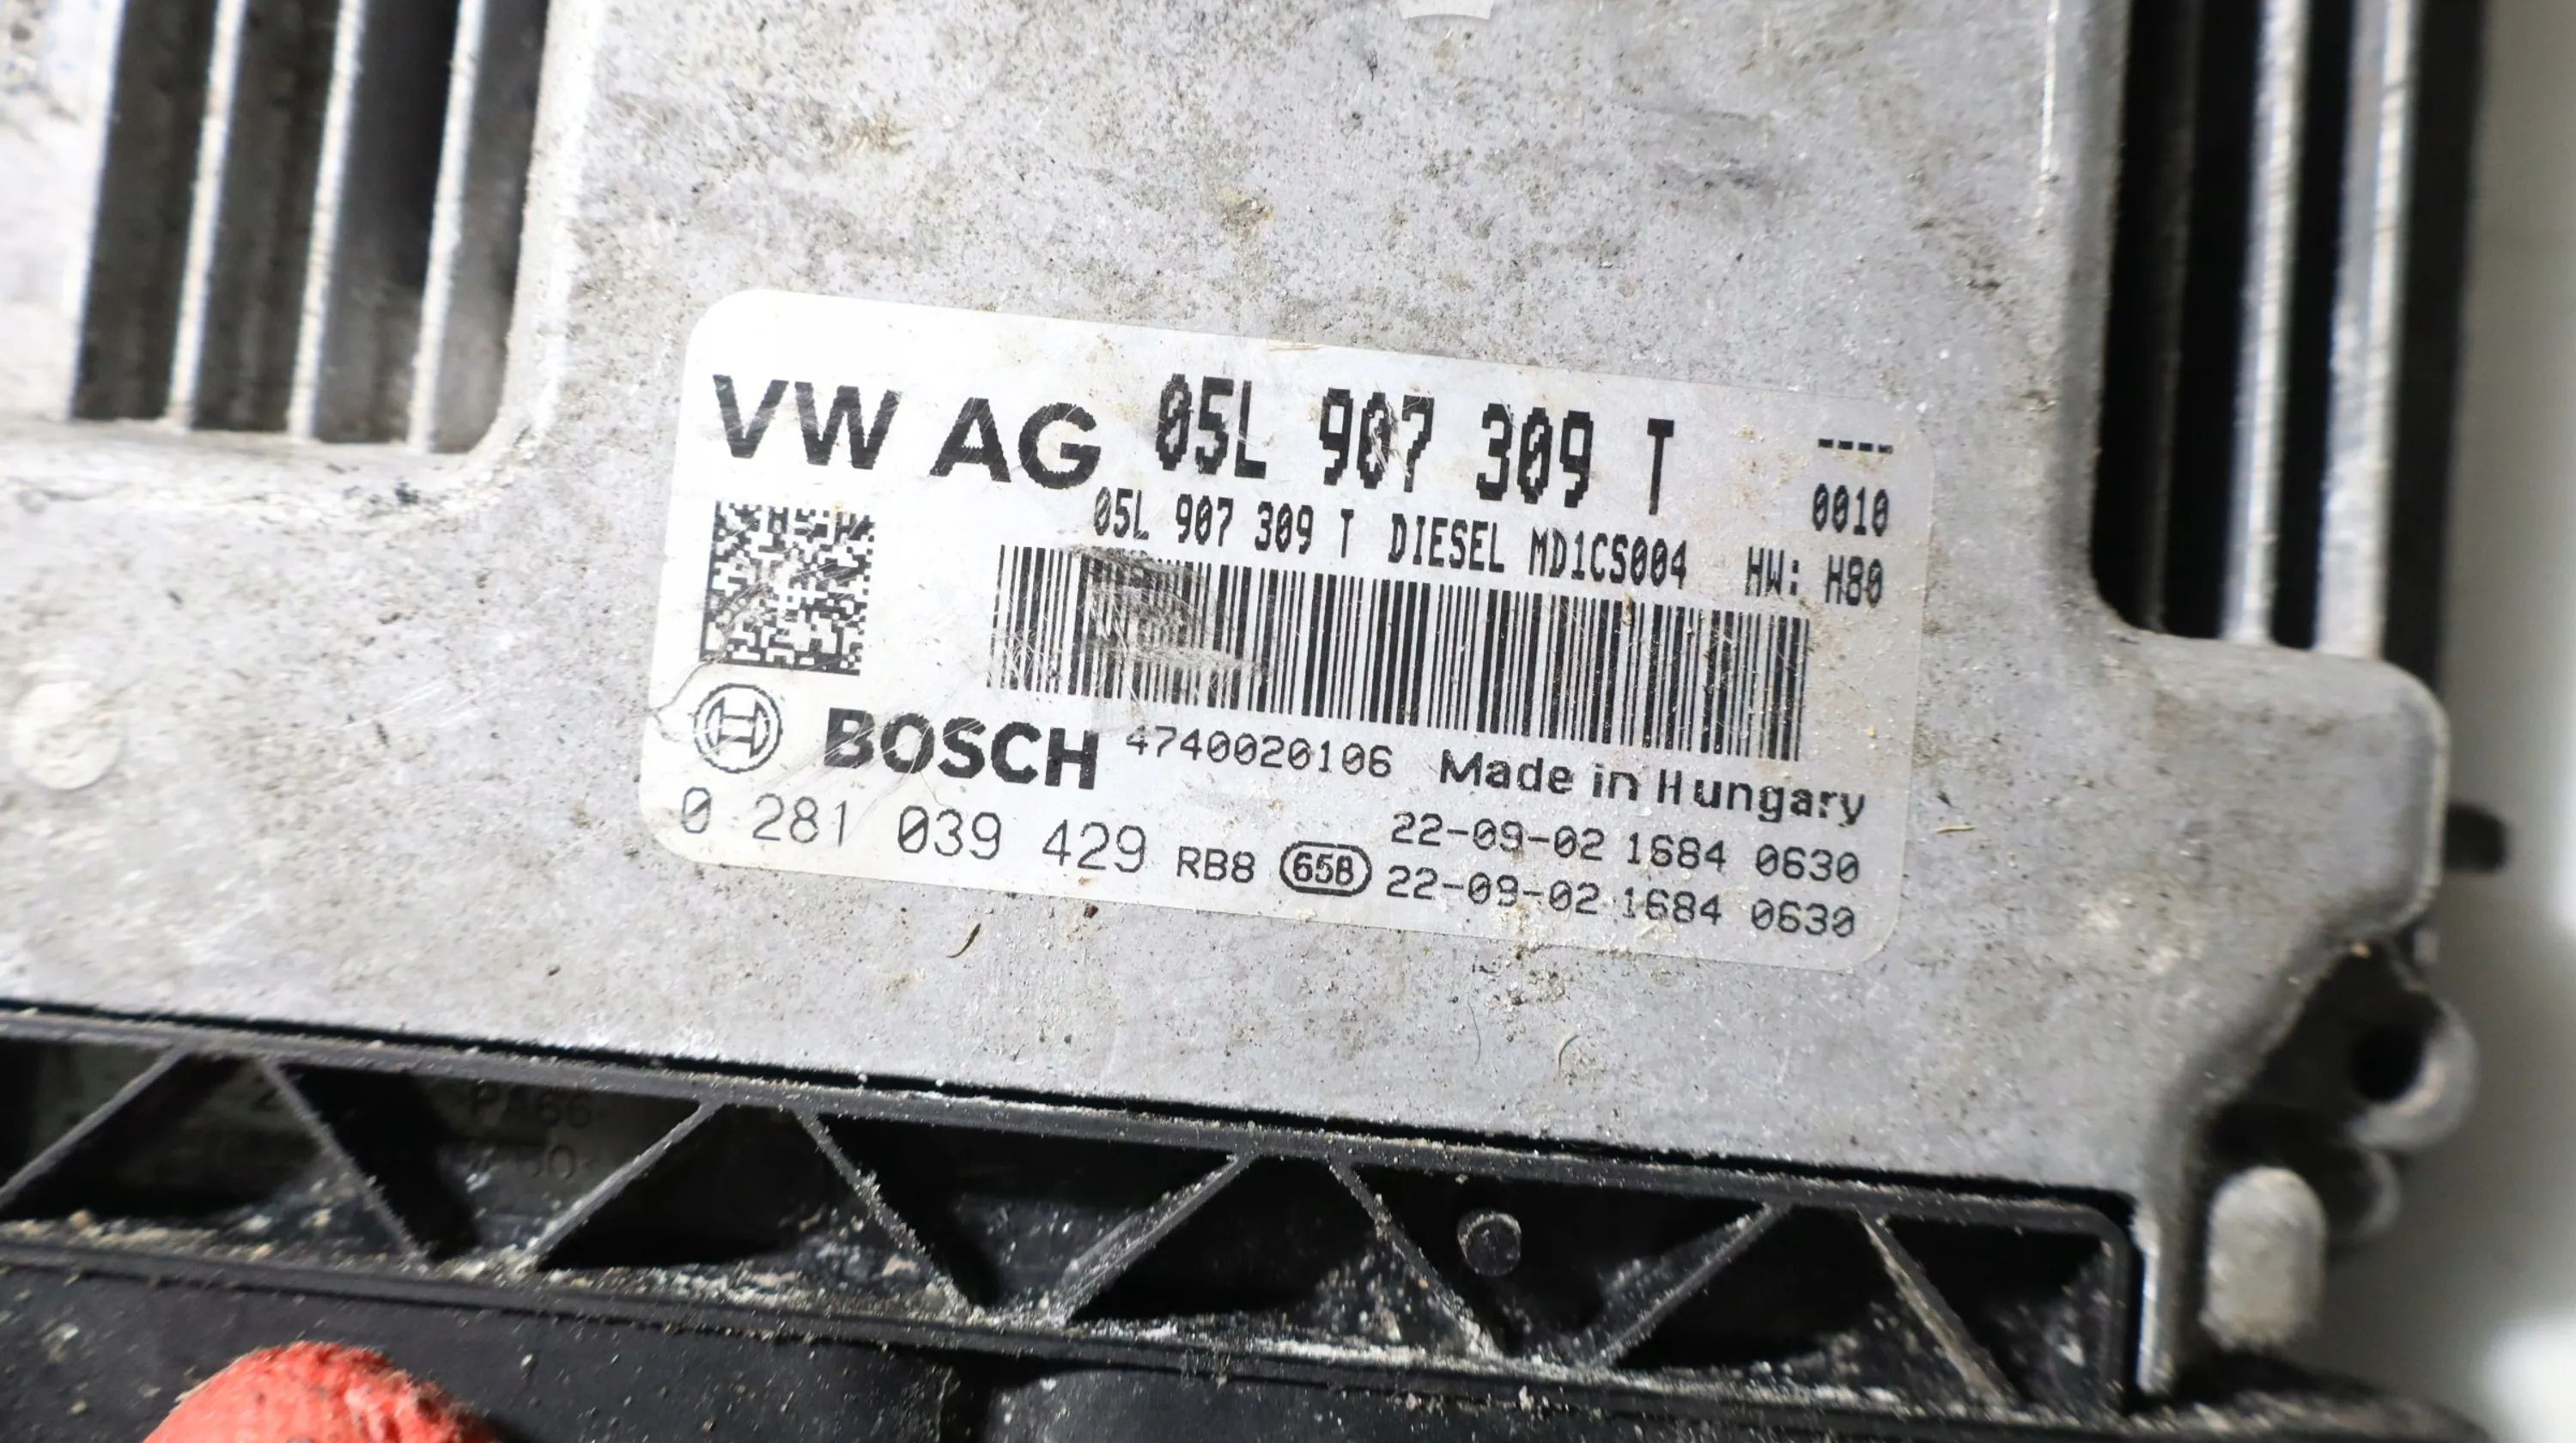 VW AG 05L 907 309 T ----
0010
05L 907 309 T DIESEL MD1CS004 HW: H80
BOSCH 4740020106 Made in Hungary
0 281 039 429 RB8 658 22-09-02 1684 0630
22-09-02 1684 0630
PA66